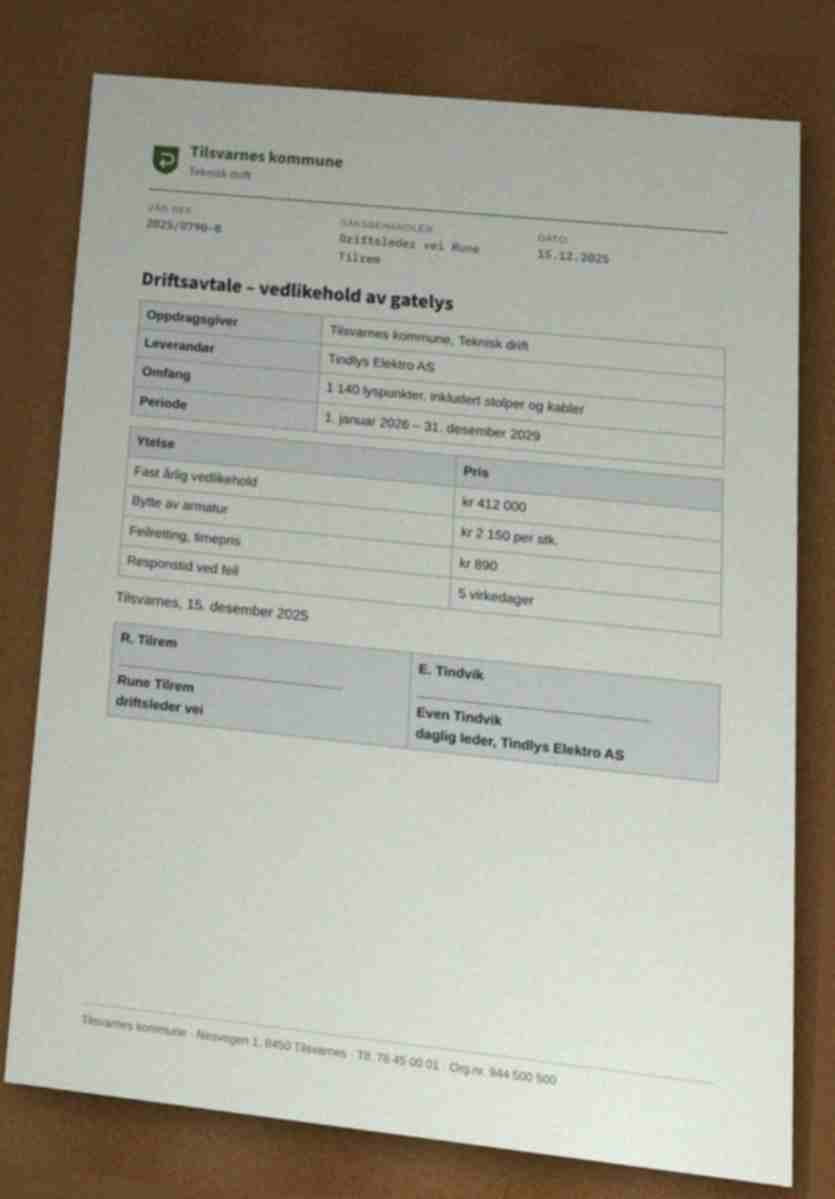 Tilsvarnes kommune
Teknisk drift
VÅR REF.
2025/0790-8
SAKSBEHANDLER
Driftsleder vei Rune
Tilrem
DATO
15.12.2025
Driftsavtale – vedlikehold av gatelys
Oppdragsgiver Tilsvarnes kommune, Teknisk drift
Leverandør Tindlys Elektro AS
Omfang 1 140 lyspunkter, inkludert stolper og kabler
Periode 1. januar 2026 – 31. desember 2029
Ytelse Pris
Fast årlig vedlikehold kr 412 000
Bytte av armatur kr 2 150 per stk.
Feilretting, timepris kr 890
Responstid ved feil 5 virkedager
Tilsvarnes, 15. desember 2025
R. Tilrem
Rune Tilrem
driftsleder vei
E. Tindvik
Even Tindvik
daglig leder, Tindlys Elektro AS
Tilsvarnes kommune · 1, 8450 Tilsvarnes · Tlf. 78 45 00 01 · Org.nr. 944 500 500